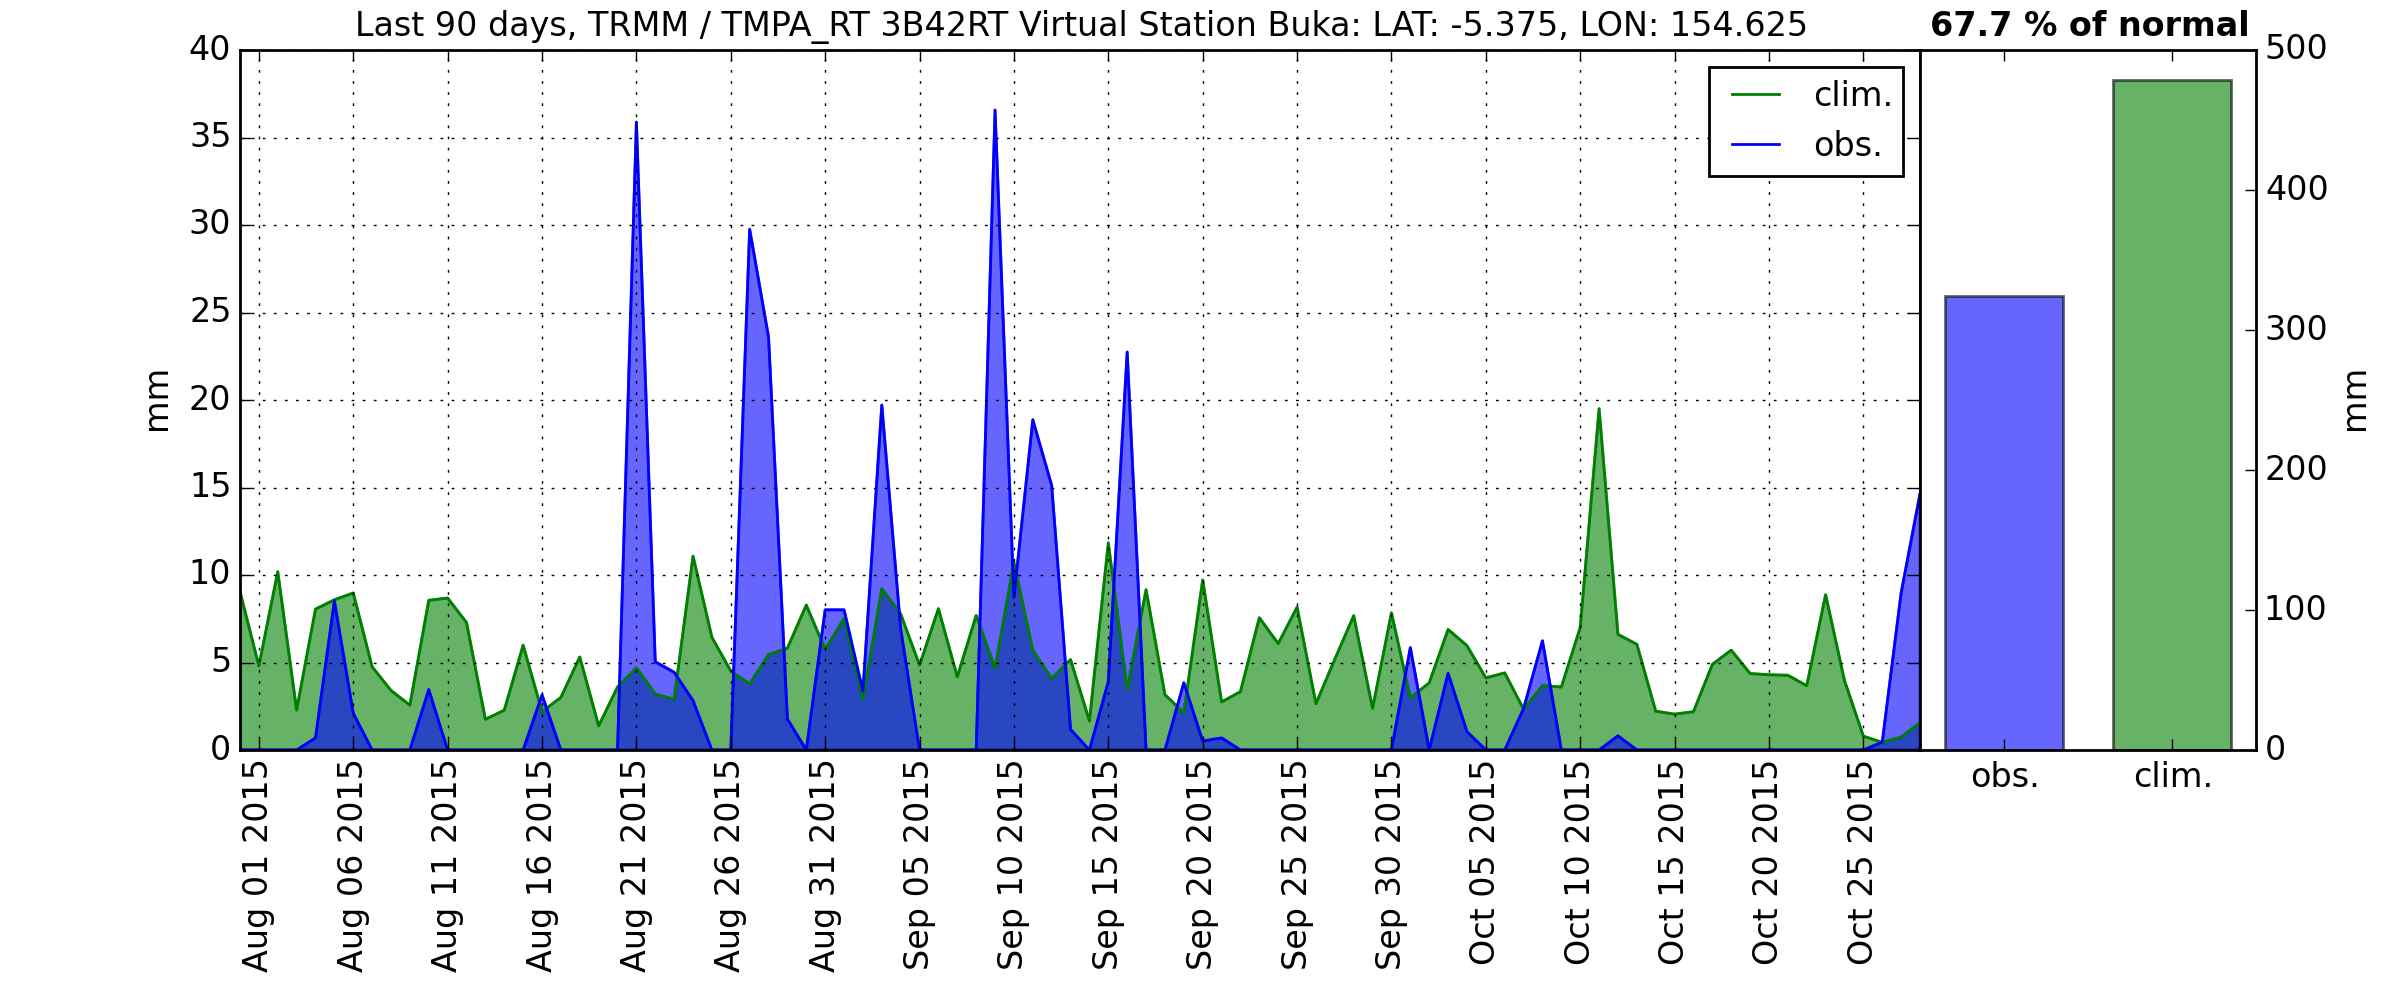 Last 90 days, TRMM / TMPA_RT 3B42RT Virtual Station Buka: LAT: -5.375, LON: 154.625
67.7 % of normal
40
35
30
25
20
15
10
5
0
mm
clim.
obs.
500
400
300
200
100
0
mm
obs.
clim.
Aug 01 2015
Aug 06 2015
Aug 11 2015
Aug 16 2015
Aug 21 2015
Aug 26 2015
Aug 31 2015
Sep 05 2015
Sep 10 2015
Sep 15 2015
Sep 20 2015
Sep 25 2015
Sep 30 2015
Oct 05 2015
Oct 10 2015
Oct 15 2015
Oct 20 2015
Oct 25 2015